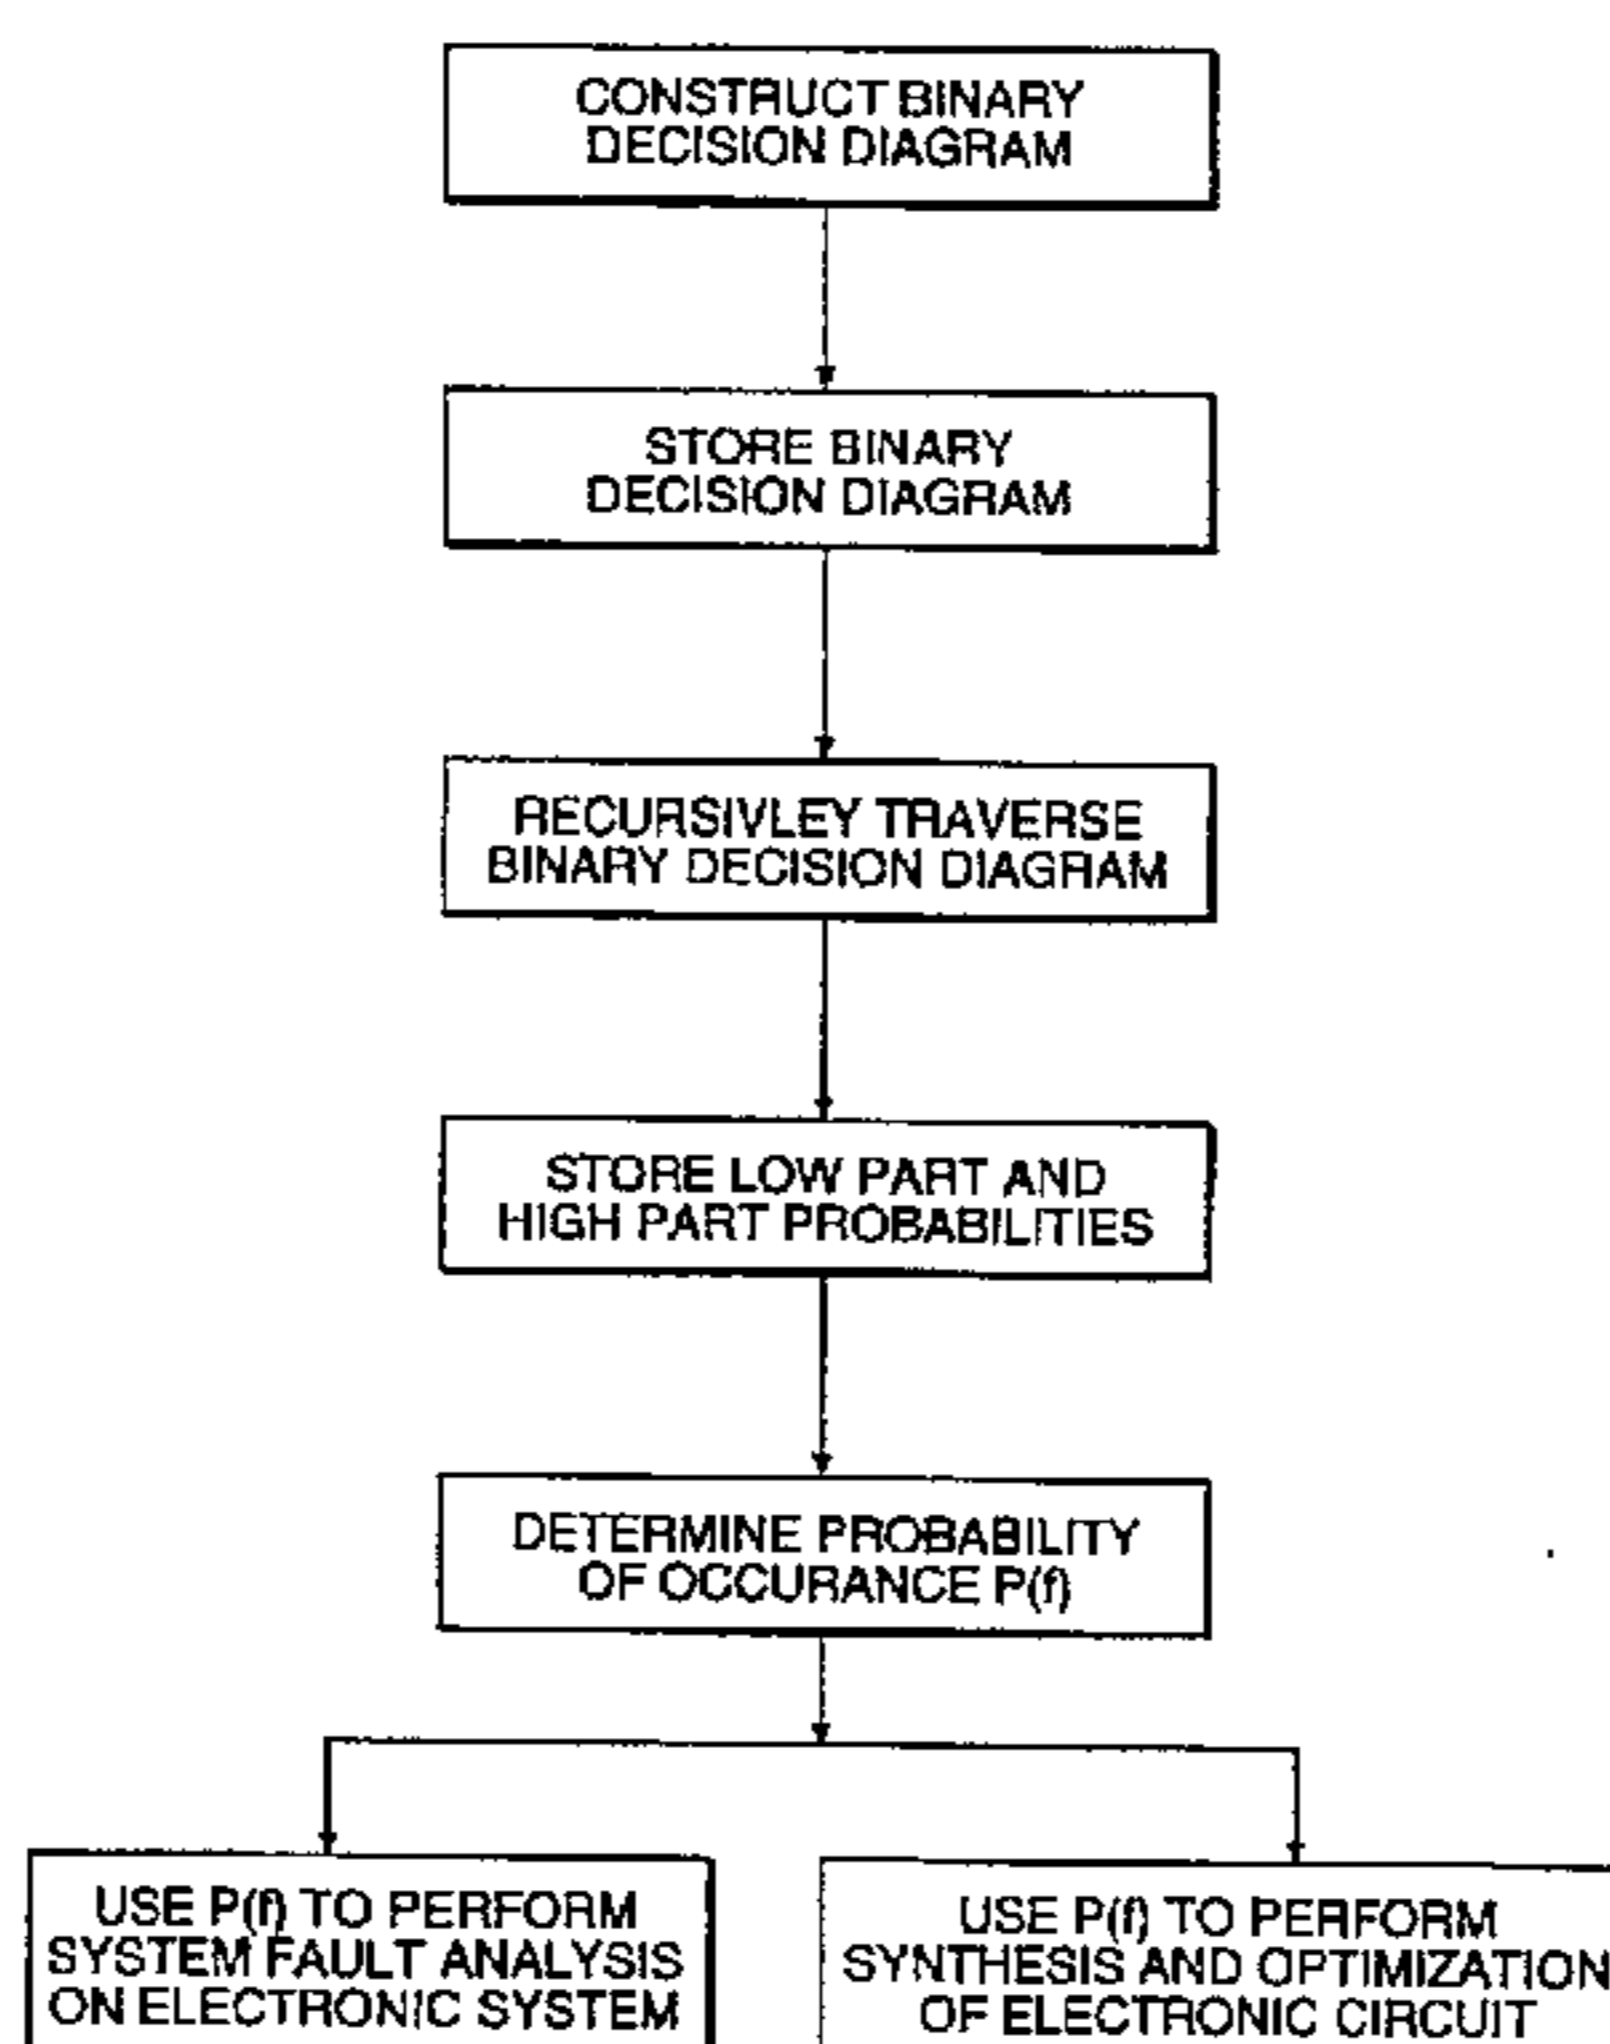 CONSTRUCT BINARY
DECISION DIAGRAM
STORE BINARY
DECISION DIAGRAM
RECURSIVLEY TRAVERSE
BINARY DECISION DIAGRAM
STORE LOW PART AND
HIGH PART PROBABILITIES
DETERMINE PROBABILITY
OF OCCURANCE P(f)
USE P(f) TO PERFORM
SYSTEM FAULT ANALYSIS
ON ELECTRONIC SYSTEM
USE P(f) TO PERFORM
SYNTHESIS AND OPTIMIZATION
OF ELECTRONIC CIRCUIT